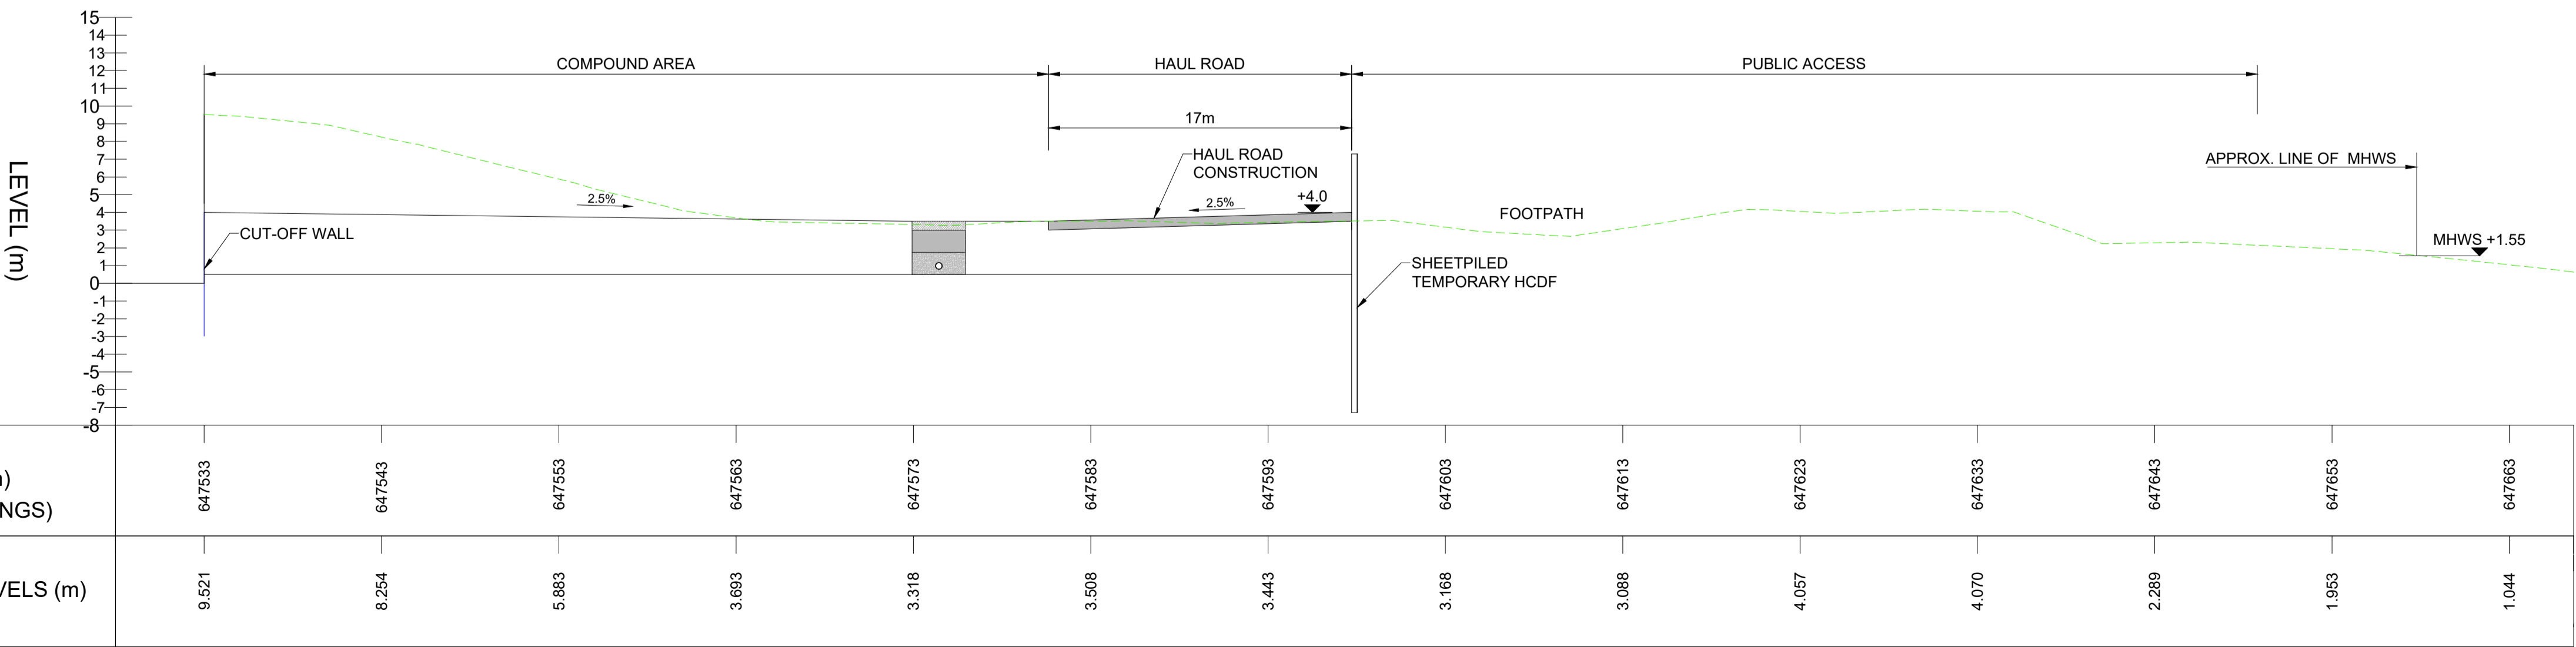 15
14
13
12
11
10
9
8
7
6
5
4
3
2
1
0
-1
-2
-3
-4
-5
-6
-7
-8
LEVEL (m)
COMPOUND AREA
HAUL ROAD
PUBLIC ACCESS
17m
HAUL ROAD
CONSTRUCTION
APPROX. LINE OF MHWS
2.5%
2.5%
+4.0
FOOTPATH
CUT-OFF WALL
MHWS +1.55
SHEETPILED
TEMPORARY HCDF
NGS)
647533 647543 647553 647563 647573 647583 647593 647603 647613 647623 647633 647643 647653 647663
VELS (m)
9.521 8.254 5.883 3.693 3.318 3.508 3.443 3.168 3.088 4.057 4.070 2.289 1.953 1.044